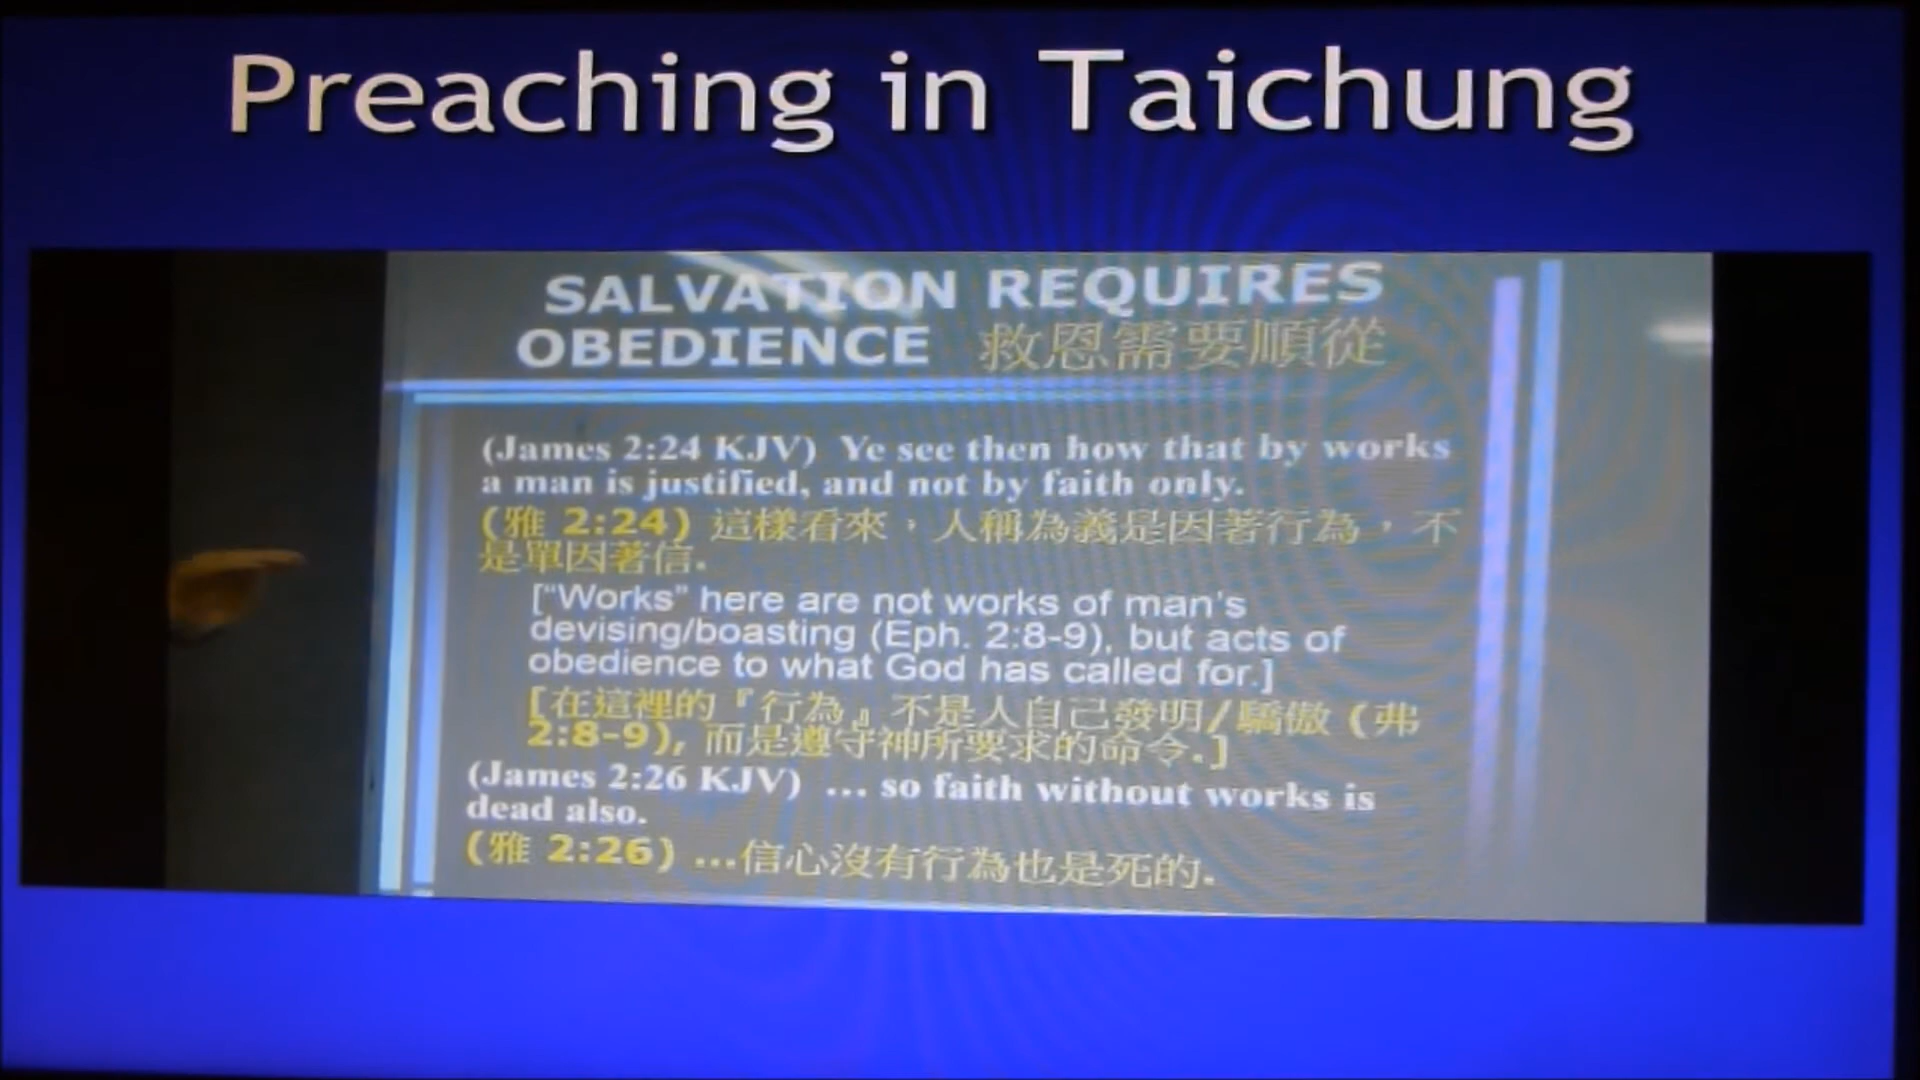 Preaching in Taichung
SALVATION REQUIRES
OBEDIENCE 救恩需要順從
(James 2:24 KJV) Ye see then how that by works
a man is justified, and not by faith only.
(雅 2:24) 這樣看來，人稱為義是因著行為，不
是單因著信.
["Works" here are not works of man's
devising/boasting (Eph. 2:8-9), but acts of
obedience to what God has called for.]
[在這裡的『行為』不是人自己發明/驕傲 (弗
2:8-9), 而是遵守神所要求的命令.]
(James 2:26 KJV) ... so faith without works is
dead also.
(雅 2:26) ...信心沒有行為也是死的.